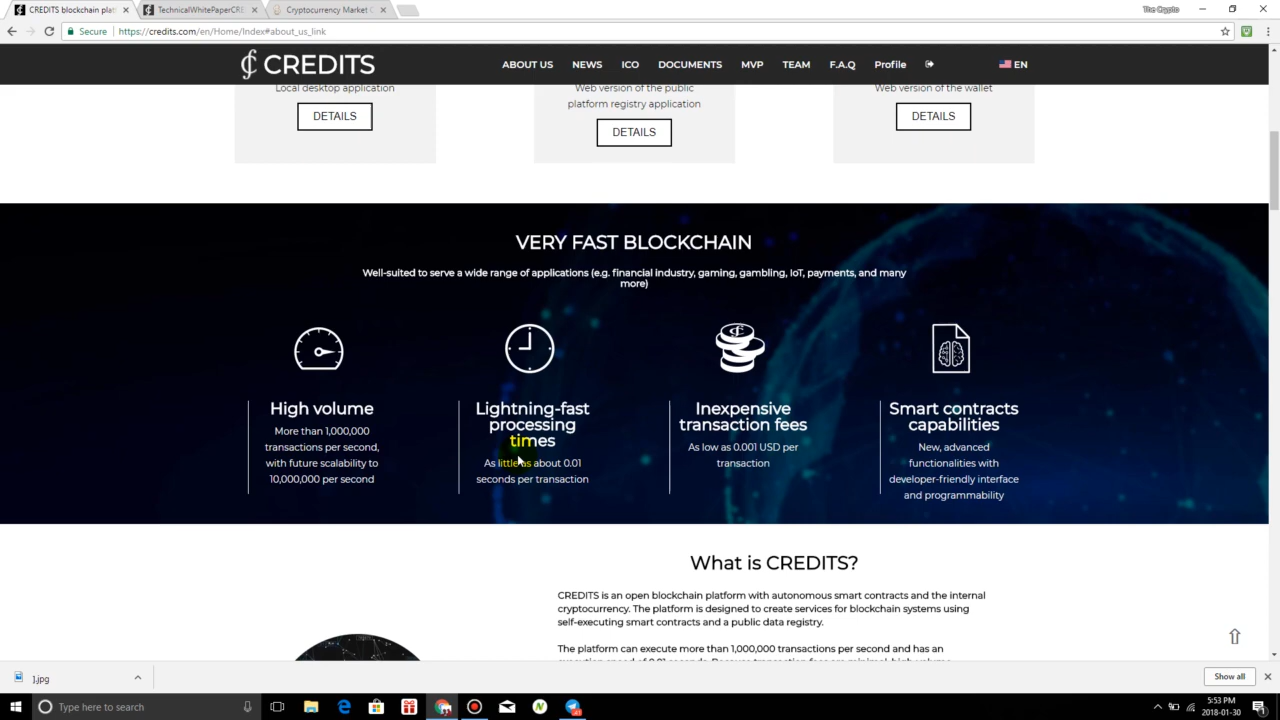 CREDITS blockchain plat
TechnicalWhitePaperCRE
Cryptocurrency Market C
The Crypto
Secure
https://credits.com/en/Home/Index#about_us_link
CREDITS
ABOUT US
NEWS
ICO
DOCUMENTS
MVP
TEAM
F.A.Q
Profile
EN
Local desktop application
DETAILS
Web version of the public
platform registry application
DETAILS
Web version of the wallet
DETAILS
VERY FAST BLOCKCHAIN
Well-suited to serve a wide range of applications (e.g. financial industry, gaming, gambling, IoT, payments, and many
more)
High volume
More than 1,000,000
transactions per second,
with future scalability to
10,000,000 per second
Lightning-fast
processing
times
As little as about 0.01
seconds per transaction
Inexpensive
transaction fees
As low as 0.001 USD per
transaction
Smart contracts
capabilities
New, advanced
functionalities with
developer-friendly interface
and programmability
What is CREDITS?
CREDITS is an open blockchain platform with autonomous smart contracts and the internal
cryptocurrency. The platform is designed to create services for blockchain systems using
self-executing smart contracts and a public data registry.
The platform can execute more than 1,000,000 transactions per second and has an
].jpg
Show all
Type here to search
5:53 PM
2018-01-30